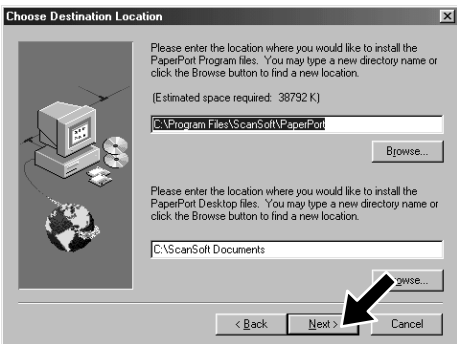 Choose Destination Location
Please enter the location where you would like to install the
PaperPort Program files. You may type a new directory name or
click the Browse button to find a new location.
(Estimated space required: 38792 K)
C:\Program Files\ScanSoft\PaperPort
Browse...
Please enter the location where you would like to install the
PaperPort Desktop files. You may type a new directory name or
click the Browse button to find a new location.
C:\ScanSoft Documents
< Back Next > Cancel